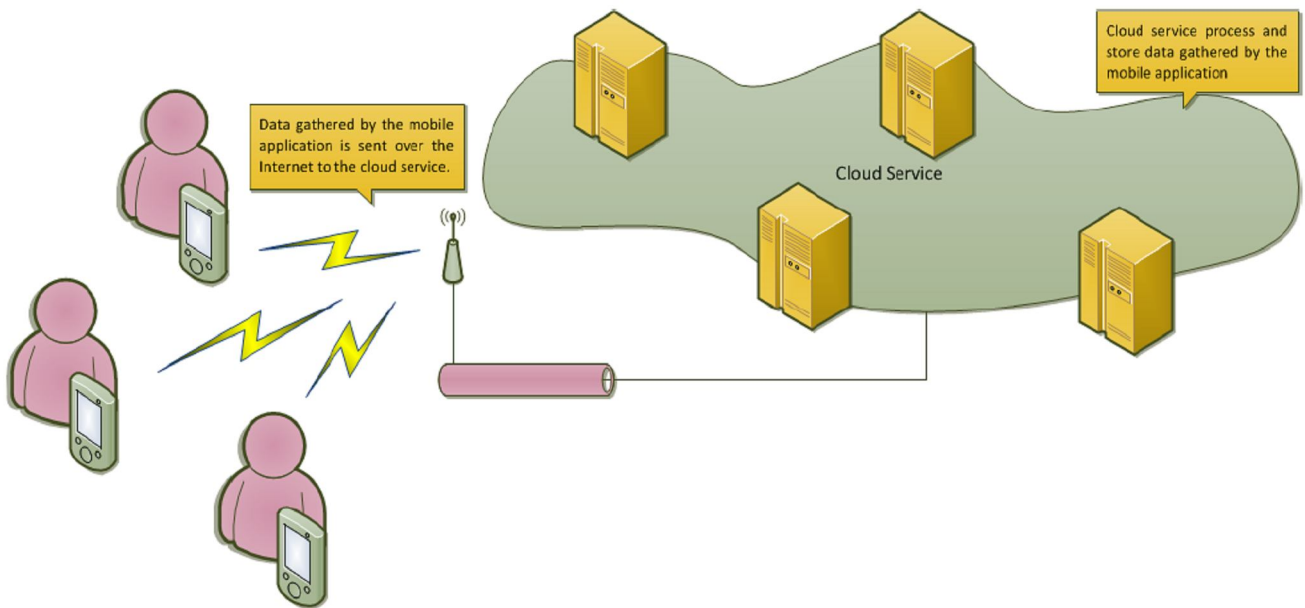 Cloud service process and
store data gathered by the
mobile application
Data gathered by the mobile
application is sent over the
Internet to the cloud service.
Cloud Service